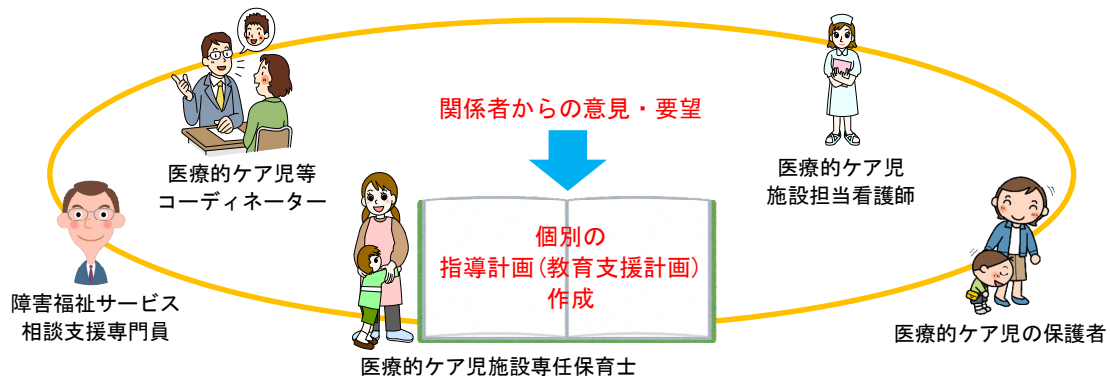 関係者からの意見・要望
医療的ケア児等
コーディネーター
医療的ケア児
施設担当看護師
個別の
指導計画(教育支援計画)
作成
障害福祉サービス
相談支援専門員
医療的ケア児の保護者
医療的ケア児施設専任保育士